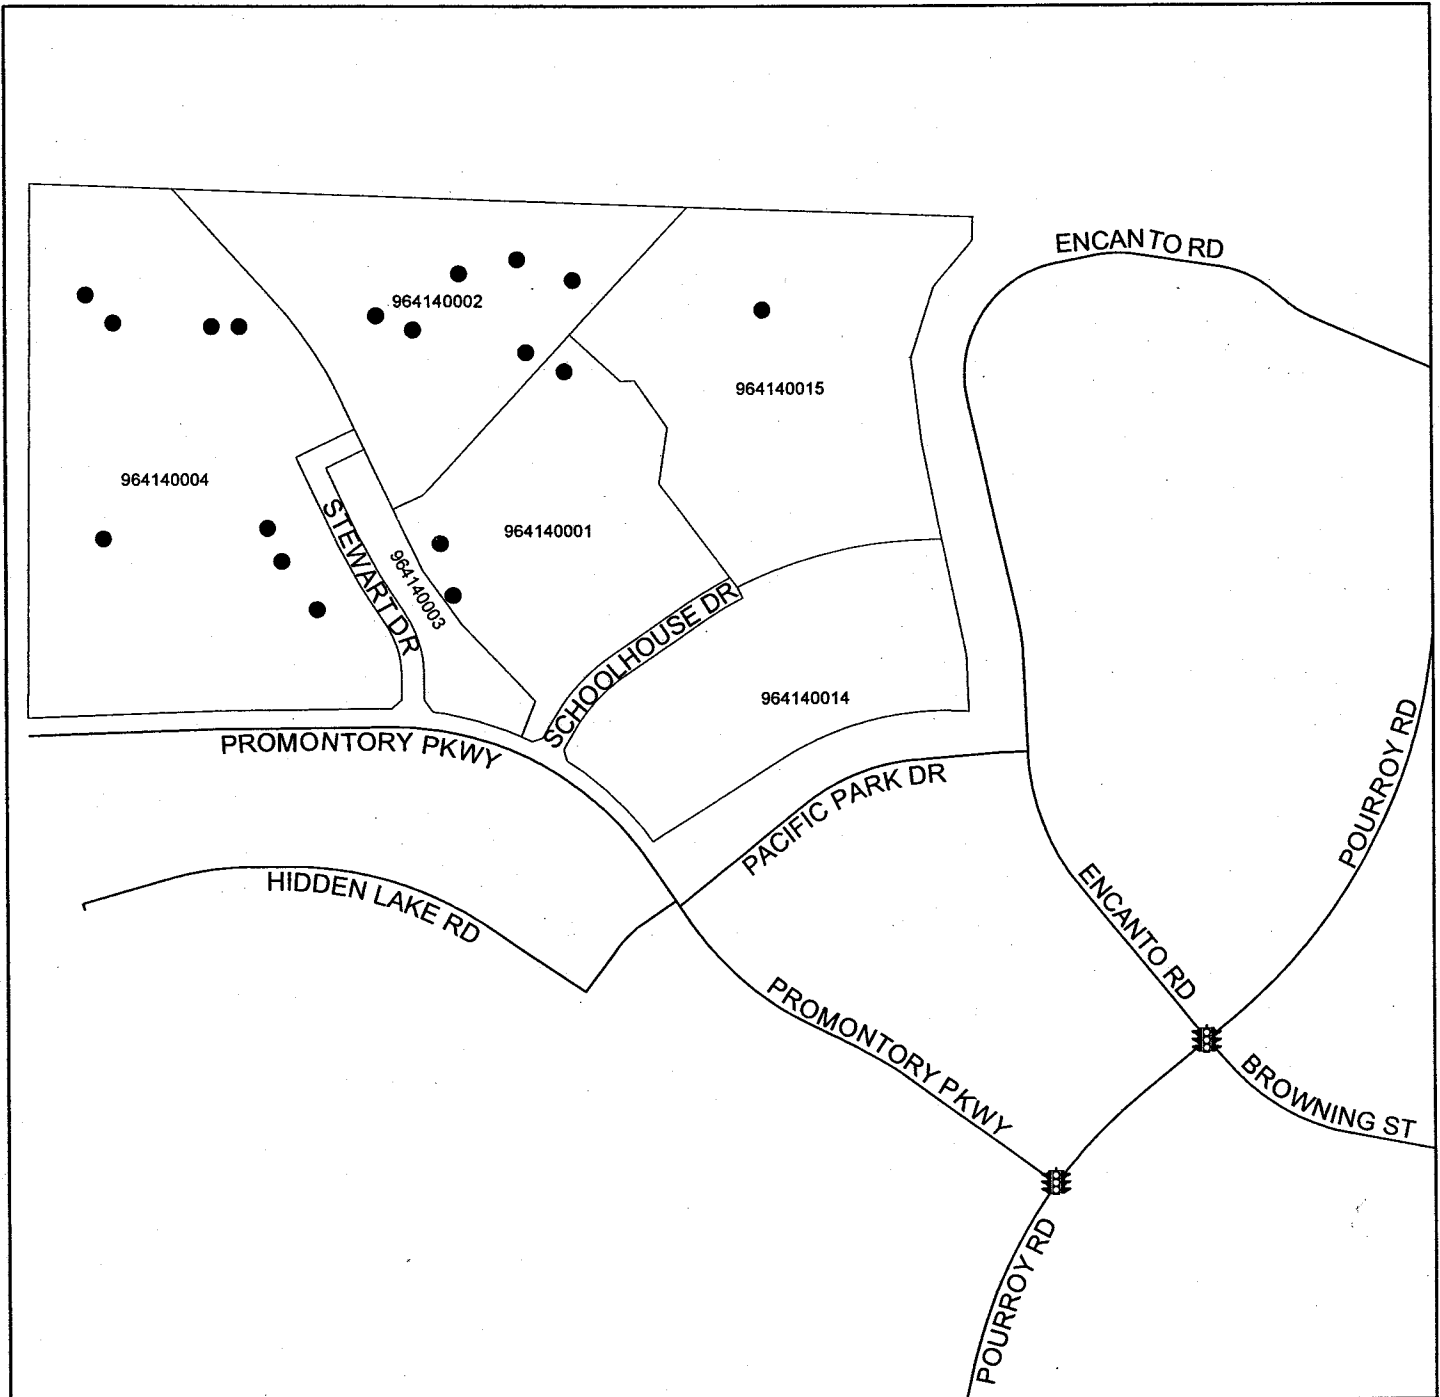 ENCANTO RD
964140002
964140015
964140004
964140001
STEWART DR
964140003
SCHOOLHOUSE DR
964140014
PROMONTORY PKWY
PACIFIC PARK DR
POURROY RD
HIDDEN LAKE RD
ENCANTO RD
PROMONTORY PKWY
BROWNING ST
POURROY RD